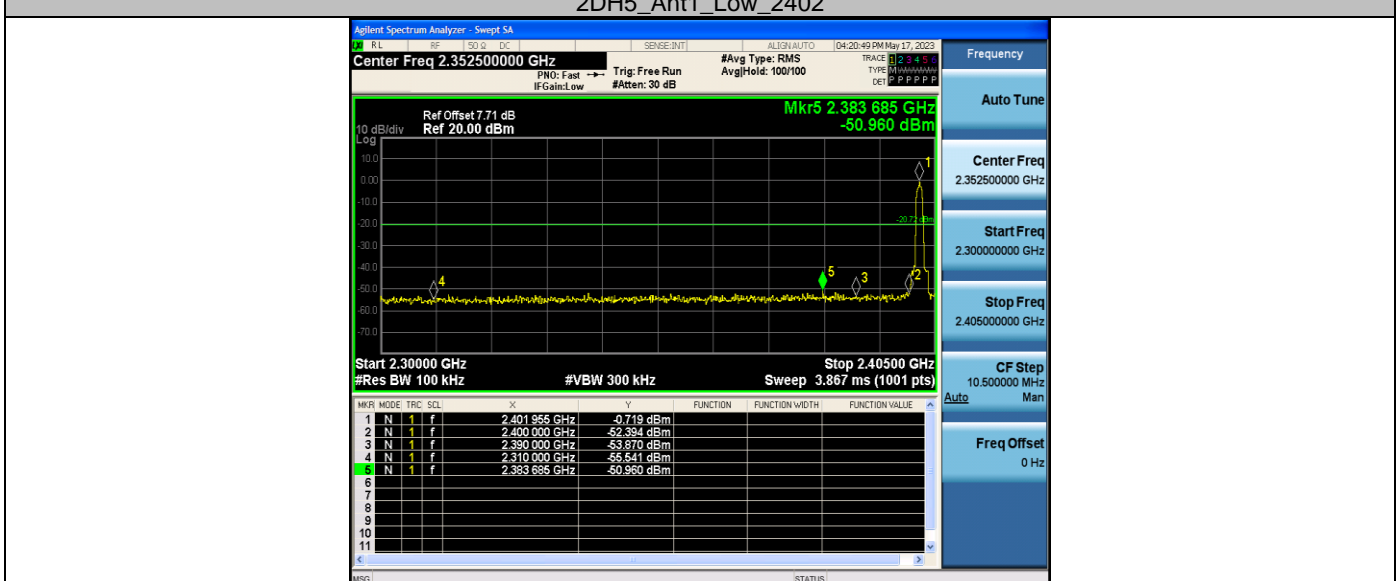 2DH5_Ant1_Low_2402
Agilent Spectrum Analyzer - Swept SA
RL RF 50 Ω DC SENSE:INT ALIGNAUTO 04:20:49 PM May 17, 2023
Center Freq 2.352500000 GHz
PNO: Fast
IFGain:Low
Trig: Free Run
#Atten: 30 dB
#Avg Type: RMS
Avg|Hold: 100/100
TRACE 1 2 3 4 5 6
TYPE M
DET P P P P P P
Ref Offset 7.71 dB
10 dB/div Ref 20.00 dBm
Log
Mkr5 2.383 685 GHz
-50.960 dBm
10.0
0.00
-10.0
-20.0
-30.0
-40.0
-50.0
-60.0
-70.0
-20.72 dBm
1
4
5
3
2
Start 2.30000 GHz Stop 2.40500 GHz
#Res BW 100 kHz #VBW 300 kHz Sweep 3.867 ms (1001 pts)
MKR MODE TRC SCL X Y FUNCTION FUNCTION WIDTH FUNCTION VALUE
1 N 1 f 2.401 955 GHz -0.719 dBm
2 N 1 f 2.400 000 GHz -52.394 dBm
3 N 1 f 2.390 000 GHz -53.870 dBm
4 N 1 f 2.310 000 GHz -55.541 dBm
5 N 1 f 2.383 685 GHz -50.960 dBm
6
7
8
9
10
11
MSG STATUS
Frequency
Auto Tune
Center Freq
2.352500000 GHz
Start Freq
2.300000000 GHz
Stop Freq
2.405000000 GHz
CF Step
10.500000 MHz
Auto Man
Freq Offset
0 Hz